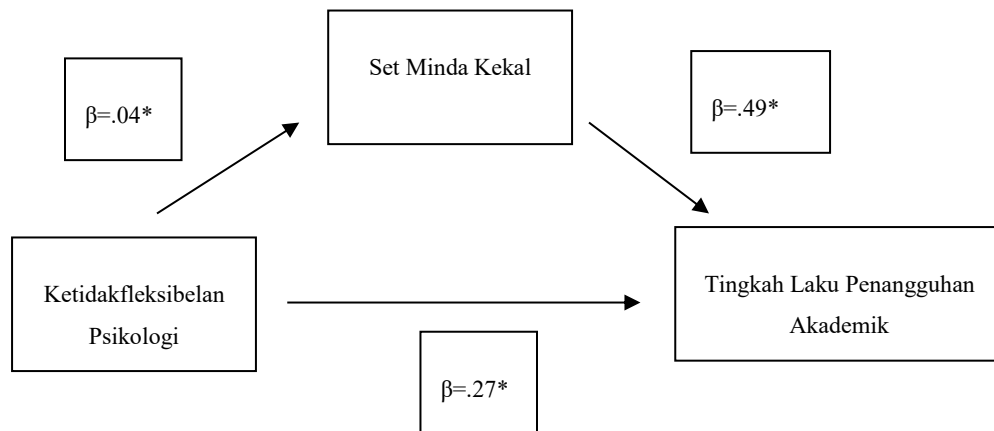 Set Minda Kekal
β=.04*
β=.49*
Ketidakfleksibelan
Psikologi
Tingkah Laku Penangguhan
Akademik
β=.27*